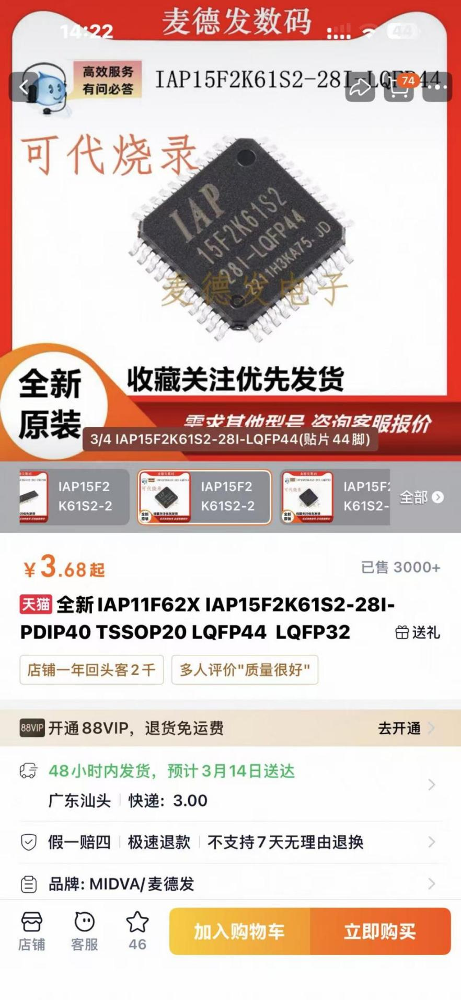 麦德发数码
14:22
44
高效服务
有问必答
IAP15F2K61S2-28I-LQFP44
74
可代烧录
IAP
15F2K61S2
28I-LQFP44
2211H3KA75.JD
麦德发电子
全新
原装
收藏关注优先发货
需求其他型号 咨询客服报价
3/4 IAP15F2K61S2-28I-LQFP44(贴片44脚)
IAP15F2
K61S2-2
IAP15F2
K61S2-2
IAP15F2
K61S2-
全部
¥3.68起
已售 3000+
天猫 全新IAP11F62X IAP15F2K61S2-28I-
PDIP40 TSSOP20 LQFP44 LQFP32
送礼
店铺一年回头客2千
多人评价"质量很好"
88VIP 开通88VIP，退货免运费
去开通
48小时内发货，预计3月14日送达
广东汕头 快递: 3.00
假一赔四 极速退款 不支持7天无理由退换
品牌: MIDVA/麦德发
店铺
客服
46
加入购物车
立即购买